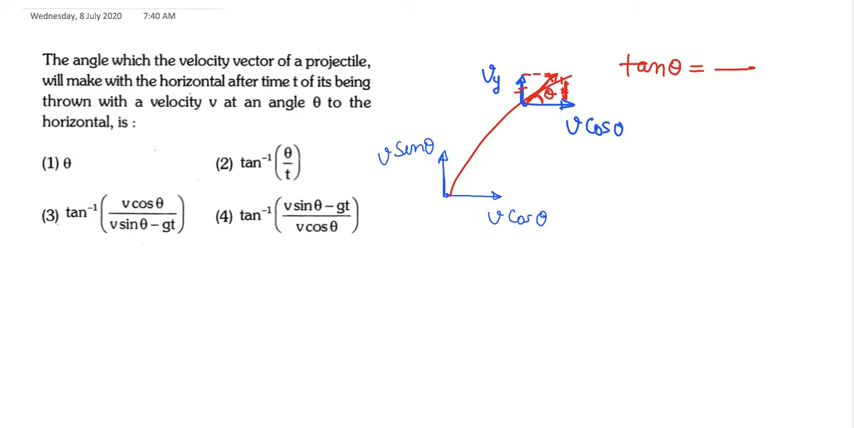 Wednesday, 8 July 2020 7:40 AM
The angle which the velocity vector of a projectile,
will make with the horizontal after time t of its being
thrown with a velocity v at an angle θ to the
horizontal, is :
(1) θ (2) tan⁻¹(θ/t)
(3) tan⁻¹((v cos θ)/(v sin θ – gt)) (4) tan⁻¹((v sin θ – gt)/(v cos θ))
vy
θ
v cos θ
v sin θ
v cos θ
tan θ = —